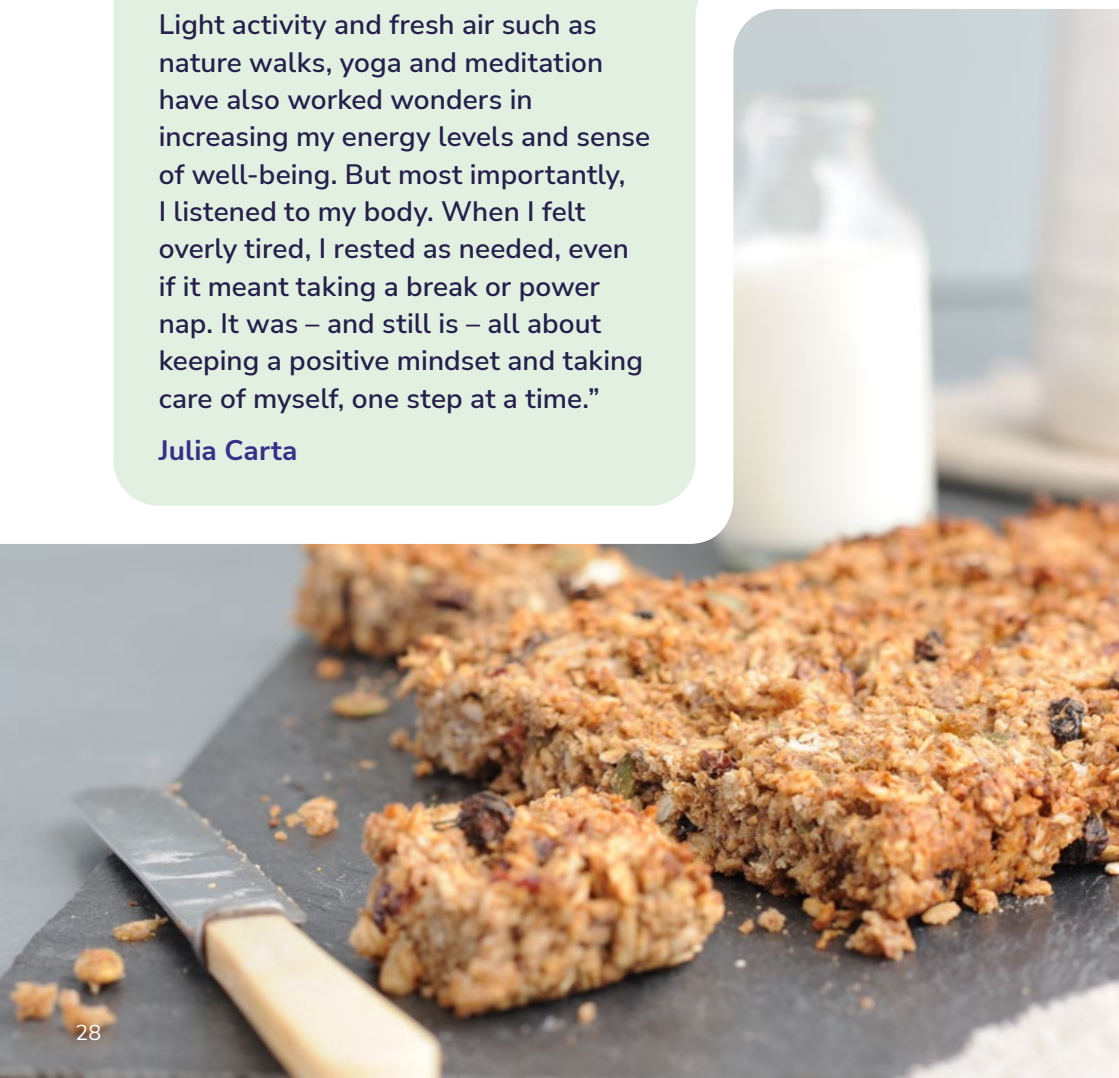 Light activity and fresh air such as
nature walks, yoga and meditation
have also worked wonders in
increasing my energy levels and sense
of well-being. But most importantly,
I listened to my body. When I felt
overly tired, I rested as needed, even
if it meant taking a break or power
nap. It was – and still is – all about
keeping a positive mindset and taking
care of myself, one step at a time.”
Julia Carta
28